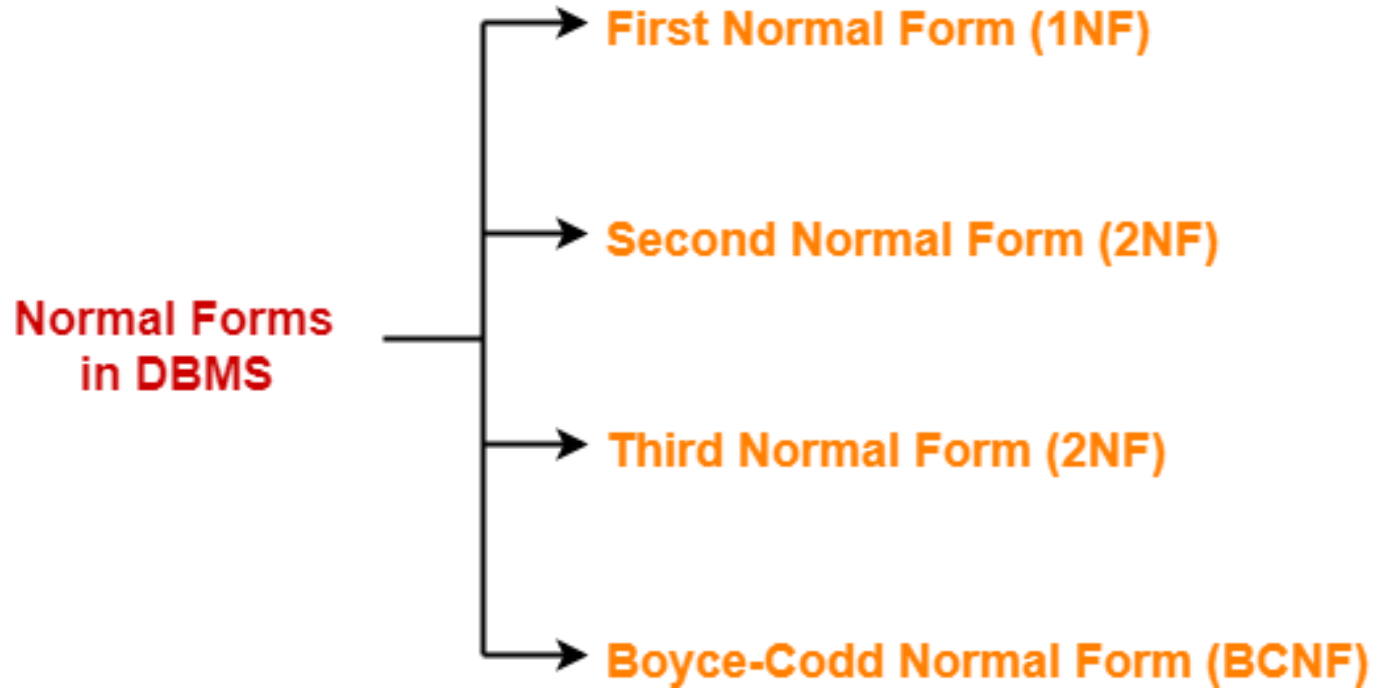 First Normal Form (1NF)
Second Normal Form (2NF)
Normal Forms
in DBMS
Third Normal Form (2NF)
Boyce-Codd Normal Form (BCNF)